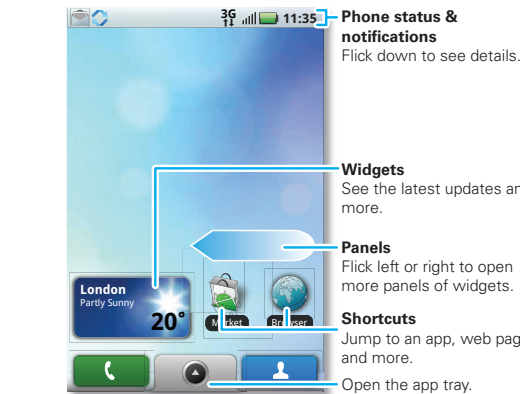 3G 11:35
Phone status &
notifications
Flick down to see details.
Widgets
See the latest updates an
more.
Panels
Flick left or right to open
more panels of widgets.
London
Partly Sunny
20°
Market
Browser
Shortcuts
Jump to an app, web pag
and more.
Open the app tray.